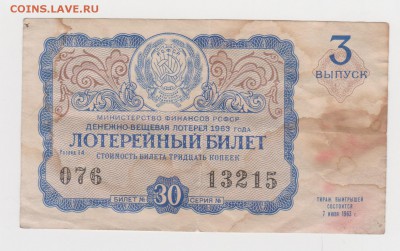 COINS.LAVE.RU
3
ВЫПУСК
МИНИСТЕРСТВО ФИНАНСОВ РСФСР
ДЕНЕЖНО-ВЕЩЕВАЯ ЛОТЕРЕЯ 1963 ГОДА
ЛОТЕРЕЙНЫЙ БИЛЕТ
СТОИМОСТЬ БИЛЕТА ТРИДЦАТЬ КОПЕЕК
076
13215
БИЛЕТ №
30
СЕРИЯ №
ТИРАЖ ВЫИГРЫШЕЙ
СОСТОИТСЯ